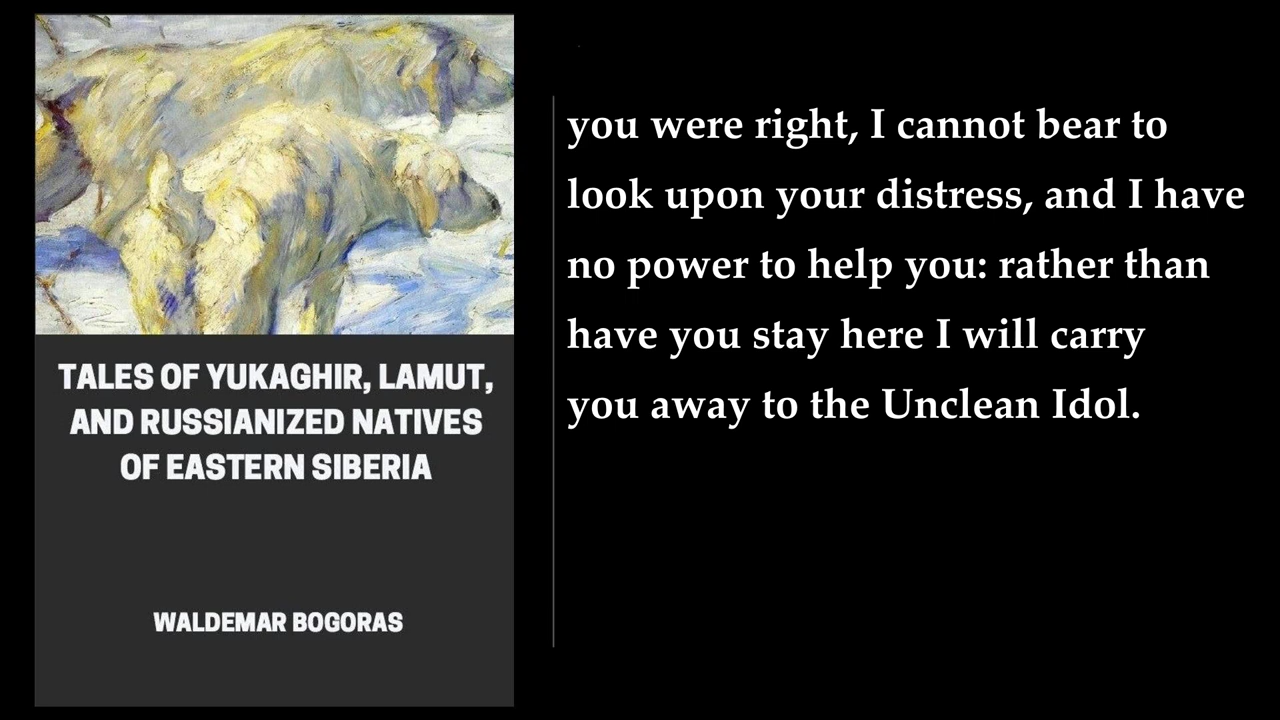 TALES OF YUKAGHIR, LAMUT,
AND RUSSIANIZED NATIVES
OF EASTERN SIBERIA
WALDEMAR BOGORAS
you were right, I cannot bear to
look upon your distress, and I have
no power to help you: rather than
have you stay here I will carry
you away to the Unclean Idol.